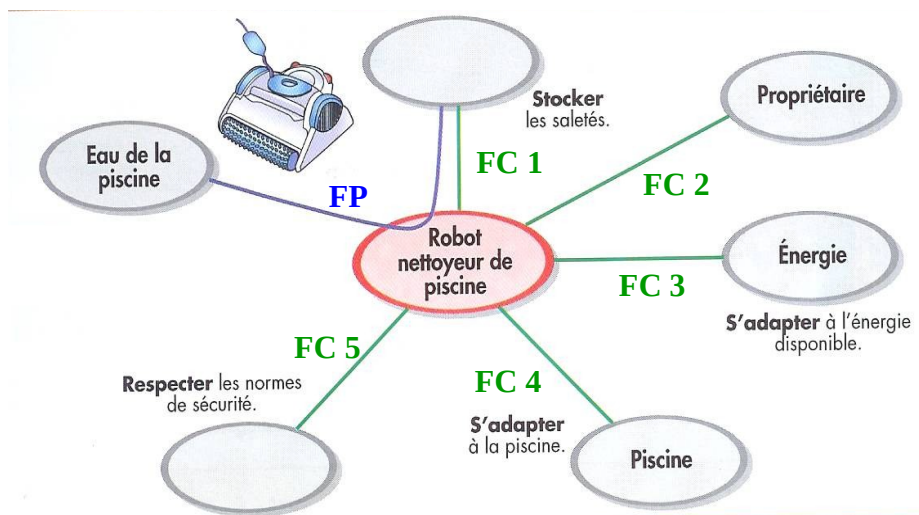 Stocker
les saletés.
Propriétaire
FC 1
Eau de la
piscine
FC 2
FP
Robot
nettoyeur de
piscine
Énergie
FC 3
S'adapter à l'énergie
disponible.
FC 5
FC 4
Respecter les normes
de sécurité.
S'adapter
à la piscine.
Piscine